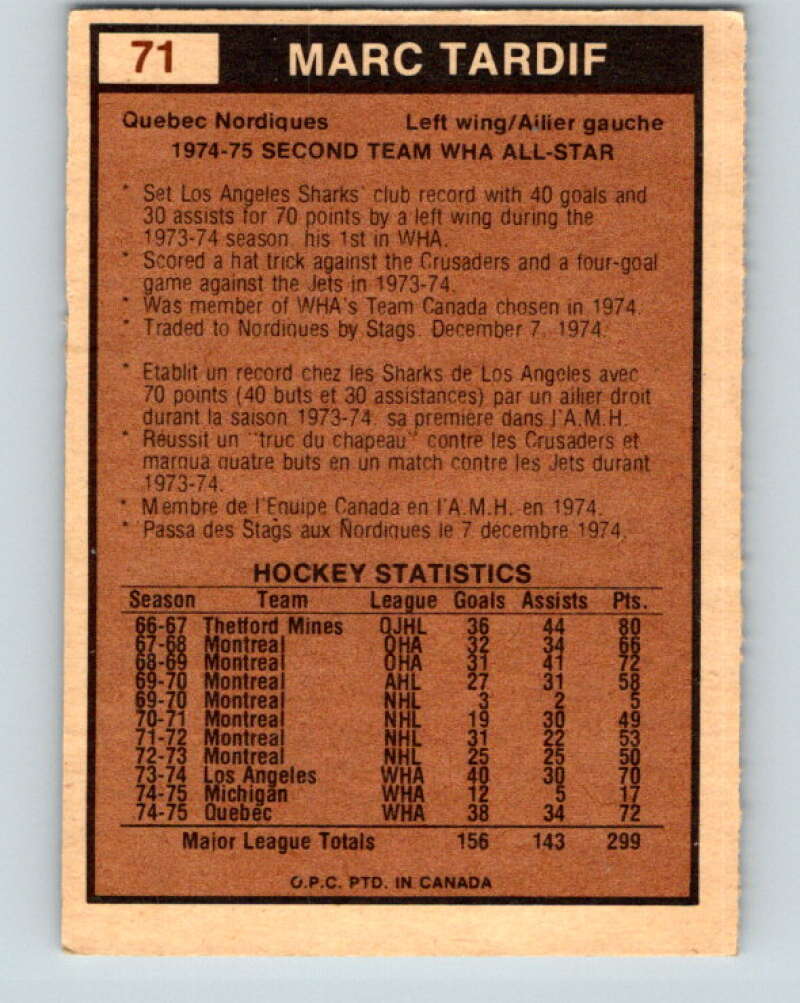 71 MARC TARDIF
Quebec Nordiques Left wing/Ailier gauche
1974-75 SECOND TEAM WHA ALL-STAR
* Set Los Angeles Sharks' club record with 40 goals and
30 assists for 70 points by a left wing during the
1973-74 season, his 1st in WHA.
* Scored a hat trick against the Crusaders and a four-goal
game against the Jets in 1973-74.
* Was member of WHA's Team Canada chosen in 1974.
* Traded to Nordiques by Stags, December 7, 1974.
* Etablit un record chez les Sharks de Los Angeles avec
70 points (40 buts et 30 assistances) par un ailier droit
durant la saison 1973-74, sa premiere dans l'A.M.H.
* Réussit un "truc du chapeau" contre les Crusaders et
marqua quatre buts en un match contre les Jets durant
1973-74.
* Membre de l'Equipe Canada en l'A.M.H. en 1974.
* Passa des Stags aux Nordiques le 7 decembre 1974.
HOCKEY STATISTICS
Season Team League Goals Assists Pts.
66-67 Thetford Mines QJHL 36 44 80
67-68 Montreal OHA 32 34 66
68-69 Montreal OHA 31 41 72
69-70 Montreal AHL 27 31 58
69-70 Montreal NHL 3 2 5
70-71 Montreal NHL 19 30 49
71-72 Montreal NHL 31 22 53
72-73 Montreal NHL 25 25 50
73-74 Los Angeles WHA 40 30 70
74-75 Michigan WHA 12 5 17
74-75 Quebec WHA 38 34 72
Major League Totals 156 143 299
O.P.C. PTD. IN CANADA